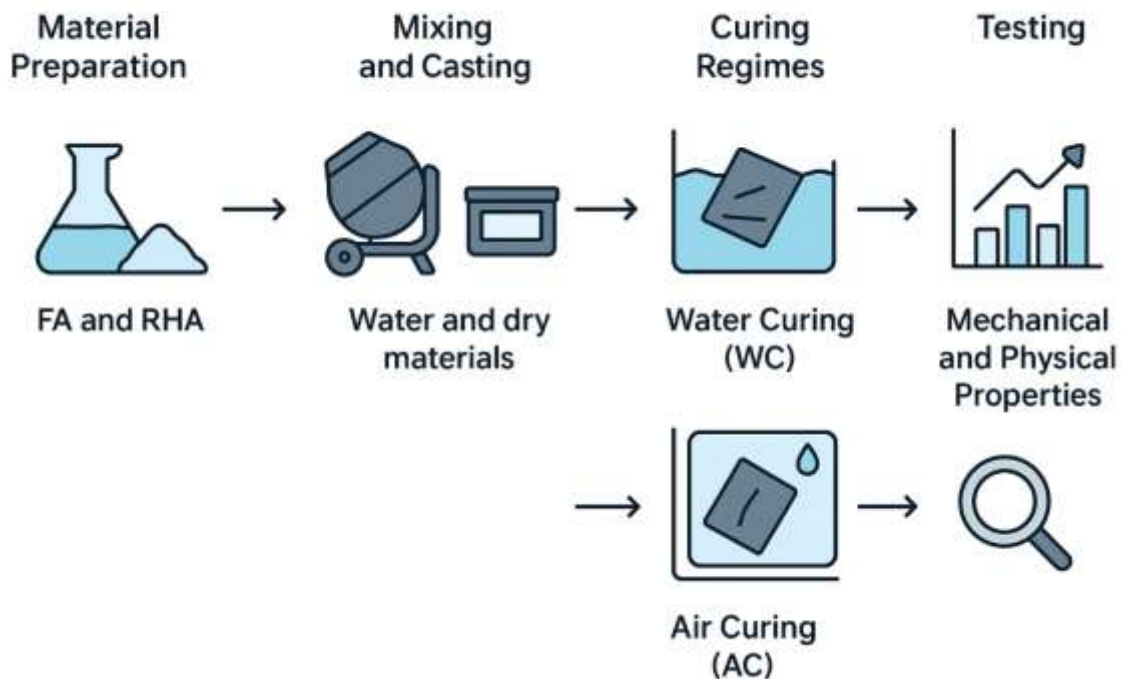 Material
Preparation
Mixing
and Casting
Curing
Regimes
Testing
FA and RHA
Water and dry
materials
Water Curing
(WC)
Mechanical
and Physical
Properties
Air Curing
(AC)